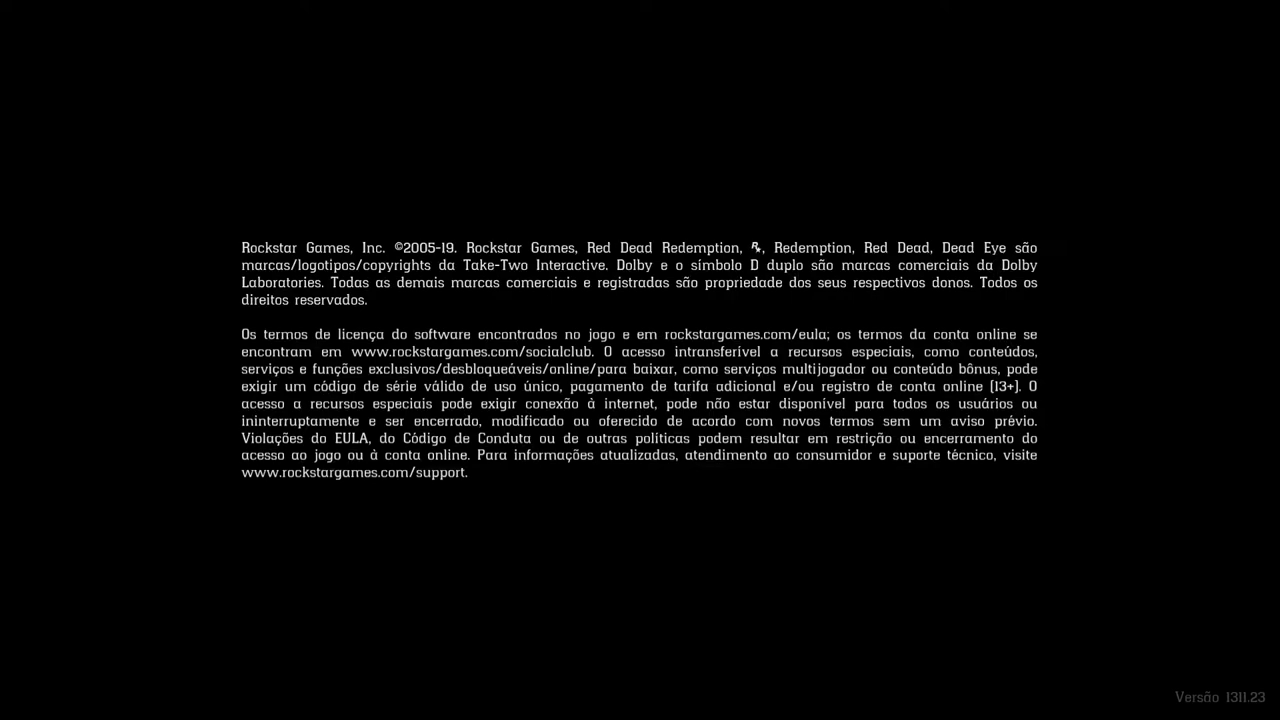 Rockstar Games, Inc. ©2005-19. Rockstar Games, Red Dead Redemption, R*, Redemption, Red Dead, Dead Eye são
marcas/logotipos/copyrights da Take-Two Interactive. Dolby e o símbolo D duplo são marcas comerciais da Dolby
Laboratories. Todas as demais marcas comerciais e registradas são propriedade dos seus respectivos donos. Todos os
direitos reservados.
Os termos de licença do software encontrados no jogo e em rockstargames.com/eula; os termos da conta online se
encontram em www.rockstargames.com/socialclub. O acesso intransferível a recursos especiais, como conteúdos,
serviços e funções exclusivos/desbloqueáveis/online/para baixar, como serviços multijogador ou conteúdo bônus, pode
exigir um código de série válido de uso único, pagamento de tarifa adicional e/ou registro de conta online (13+). O
acesso a recursos especiais pode exigir conexão à internet, pode não estar disponível para todos os usuários ou
ininterruptamente e ser encerrado, modificado ou oferecido de acordo com novos termos sem um aviso prévio.
Violações do EULA, do Código de Conduta ou de outras políticas podem resultar em restrição ou encerramento do
acesso ao jogo ou à conta online. Para informações atualizadas, atendimento ao consumidor e suporte técnico, visite
www.rockstargames.com/support.
Versão 1311.23